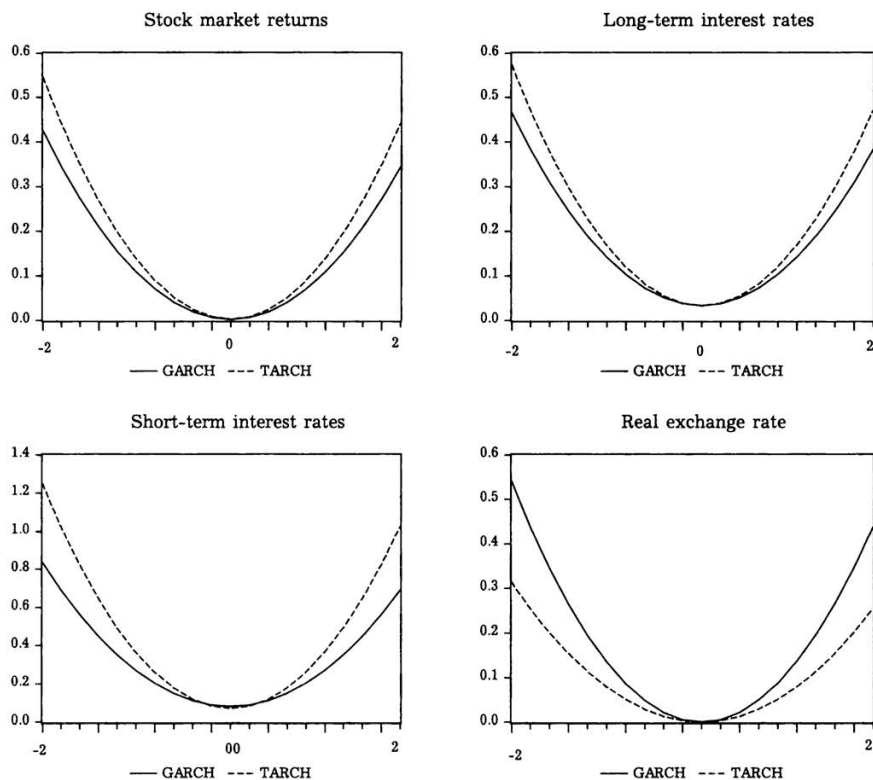 Stock market returns
0.6
0.5
0.4
0.3
0.2
0.1
0.0
-2 0 2
GARCH TARCH
Long-term interest rates
0.6
0.5
0.4
0.3
0.2
0.1
0.0
-2 0 2
GARCH TARCH
Short-term interest rates
1.4
1.2
1.0
0.8
0.6
0.4
0.2
0.0
-2 00 2
GARCH TARCH
Real exchange rate
0.6
0.5
0.4
0.3
0.2
0.1
0.0
-2 0 2
GARCH TARCH